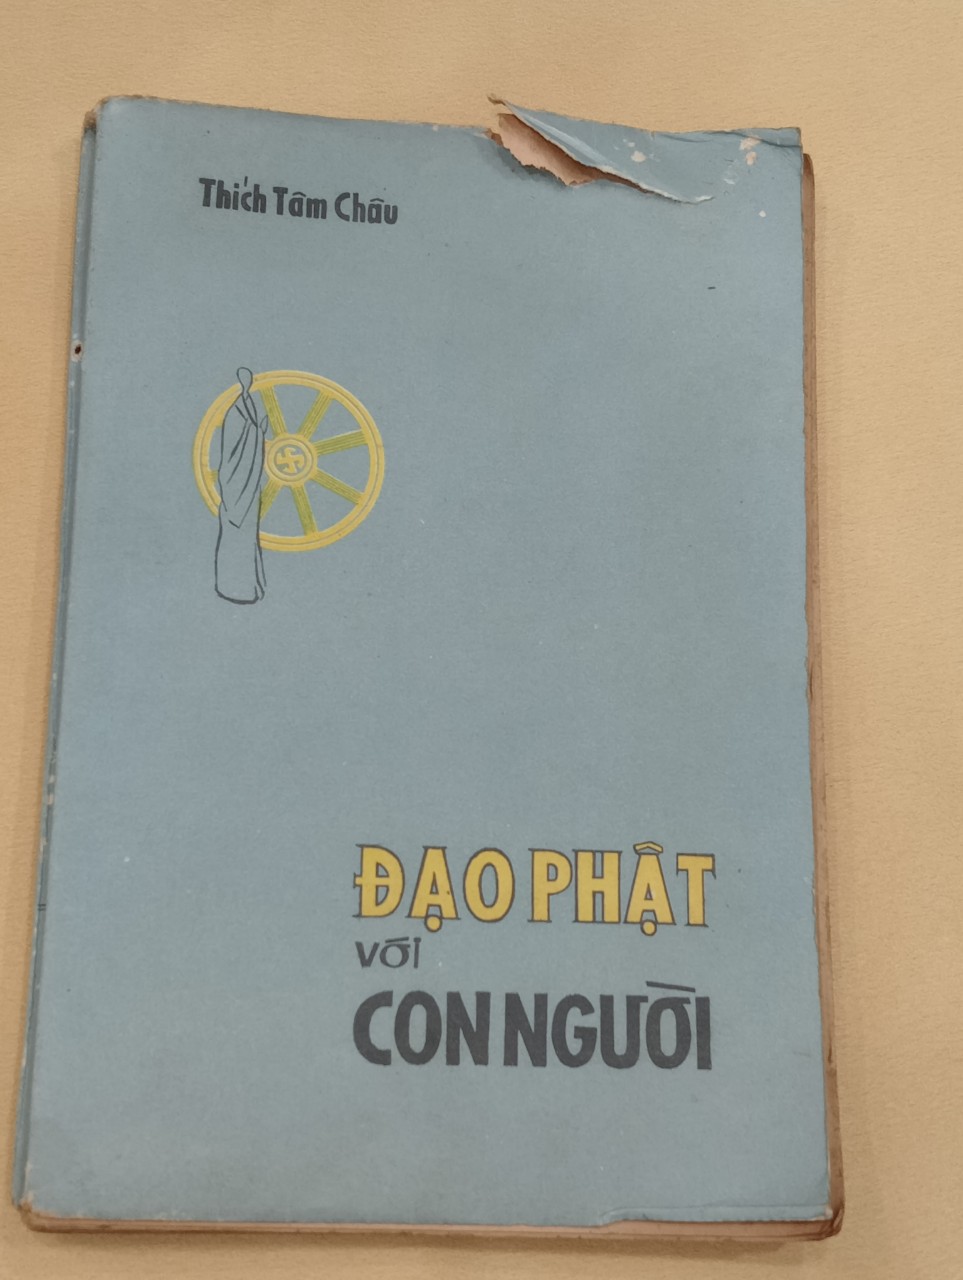 Thích Tâm Châu
ĐẠO PHẬT
với
CON NGƯỜI